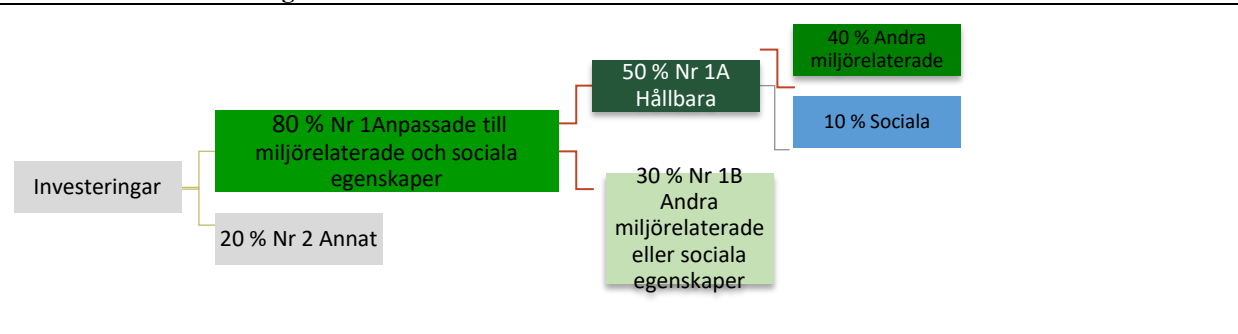 Investeringar
80 % Nr 1Anpassade till
miljörelaterade och sociala
egenskaper
20 % Nr 2 Annat
50 % Nr 1A
Hållbara
30 % Nr 1B
Andra
miljörelaterade
eller sociala
egenskaper
40 % Andra
miljörelaterade
10 % Sociala